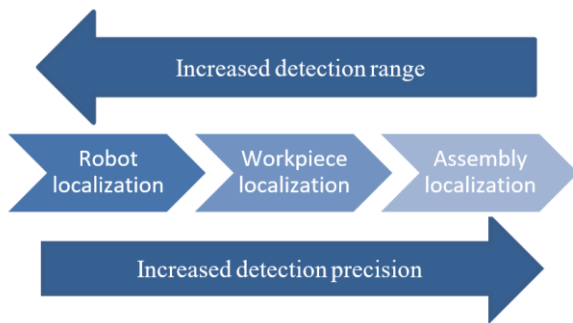 Increased detection range
Robot
localization
Workpiece
localization
Assembly
localization
Increased detection precision